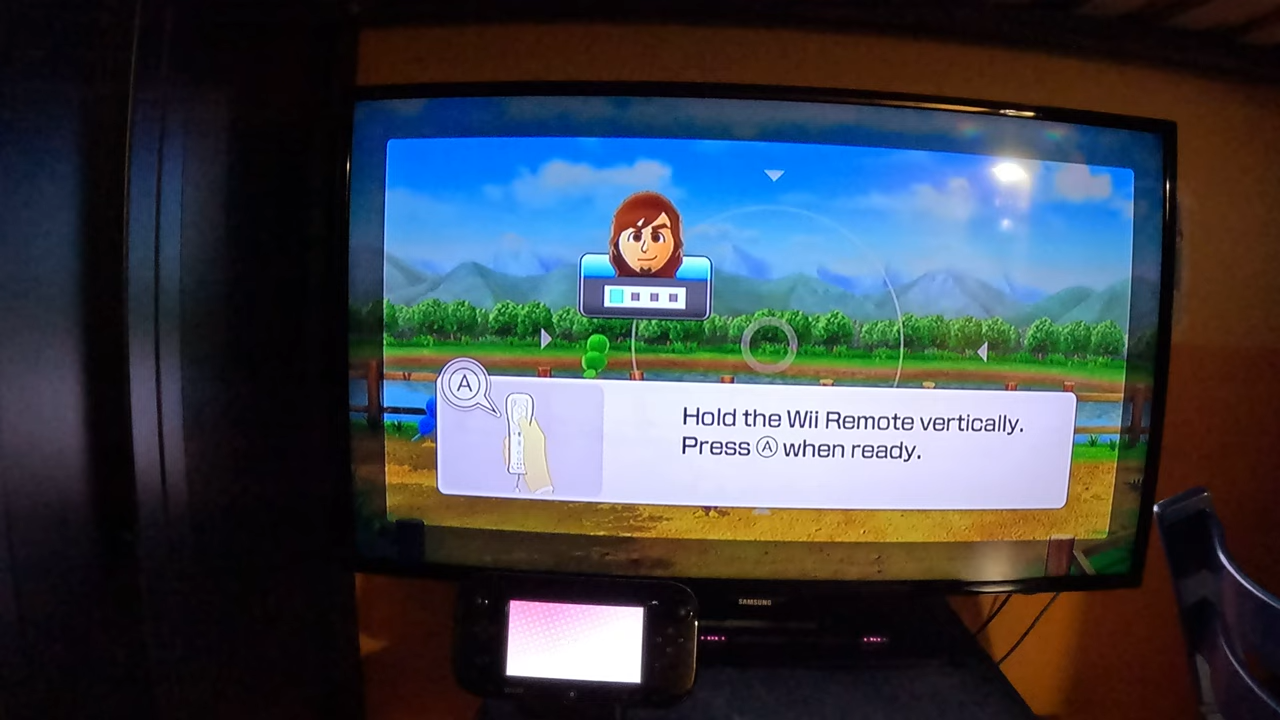 A
Hold the Wii Remote vertically.
Press Ⓐ when ready.
SAMSUNG